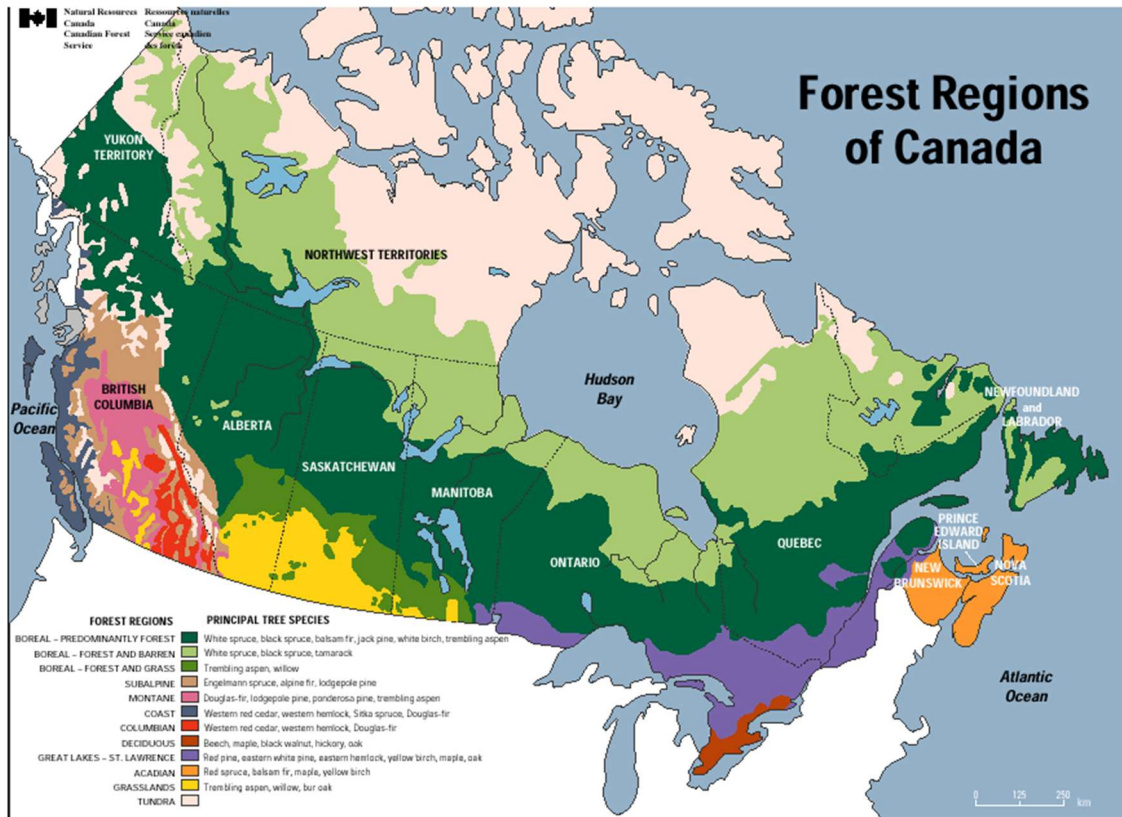 Natural Resources Ressources naturelles
Canada Canada
Canadian Forest Service canadien
Service des forêts
Forest Regions
of Canada
YUKON
TERRITORY
NORTHWEST TERRITORIES
BRITISH
COLUMBIA
Pacific
Ocean
Hudson
Bay
NEWFOUNDLAND
and
LABRADOR
ALBERTA
SASKATCHEWAN
MANITOBA
ONTARIO
QUEBEC
PRINCE
EDWARD
ISLAND
NEW
BRUNSWICK
NOVA
SCOTIA
Atlantic
Ocean
FOREST REGIONS PRINCIPAL TREE SPECIES
BOREAL – PREDOMINANTLY FOREST White spruce, black spruce, balsam fir, jack pine, white birch, trembling aspen
BOREAL – FOREST AND BARREN White spruce, black spruce, tamarack
BOREAL – FOREST AND GRASS Trembling aspen, willow
SUBALPINE Engelmann spruce, alpine fir, lodgepole pine
MONTANE Douglas-fir, lodgepole pine, ponderosa pine, trembling aspen
COAST Western red cedar, western hemlock, Sitka spruce, Douglas-fir
COLUMBIAN Western red cedar, western hemlock, Douglas-fir
DECIDUOUS Beech, maple, black walnut, hickory, oak
GREAT LAKES – ST. LAWRENCE Red pine, eastern white pine, eastern hemlock, yellow birch, maple, oak
ACADIAN Red spruce, balsam fir, maple, yellow birch
GRASSLANDS Trembling aspen, willow, bur oak
TUNDRA
0 125 250
km